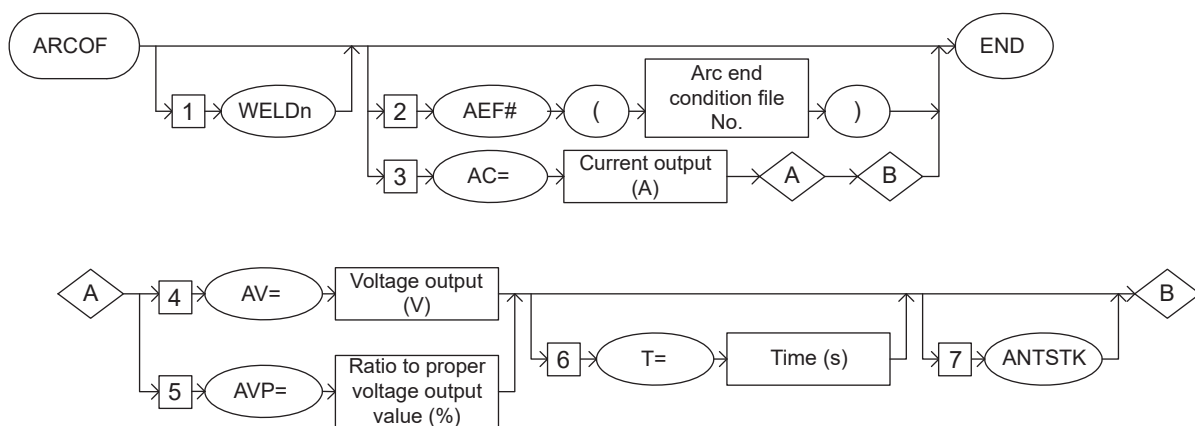 ARCOF
END
1
WELDn
2
AEF#
(
Arc end
condition file
No.
)
3
AC=
Current output
(A)
A
B
A
4
AV=
Voltage output
(V)
B
5
AVP=
Ratio to proper
voltage output
value (%)
6
T=
Time (s)
7
ANTSTK